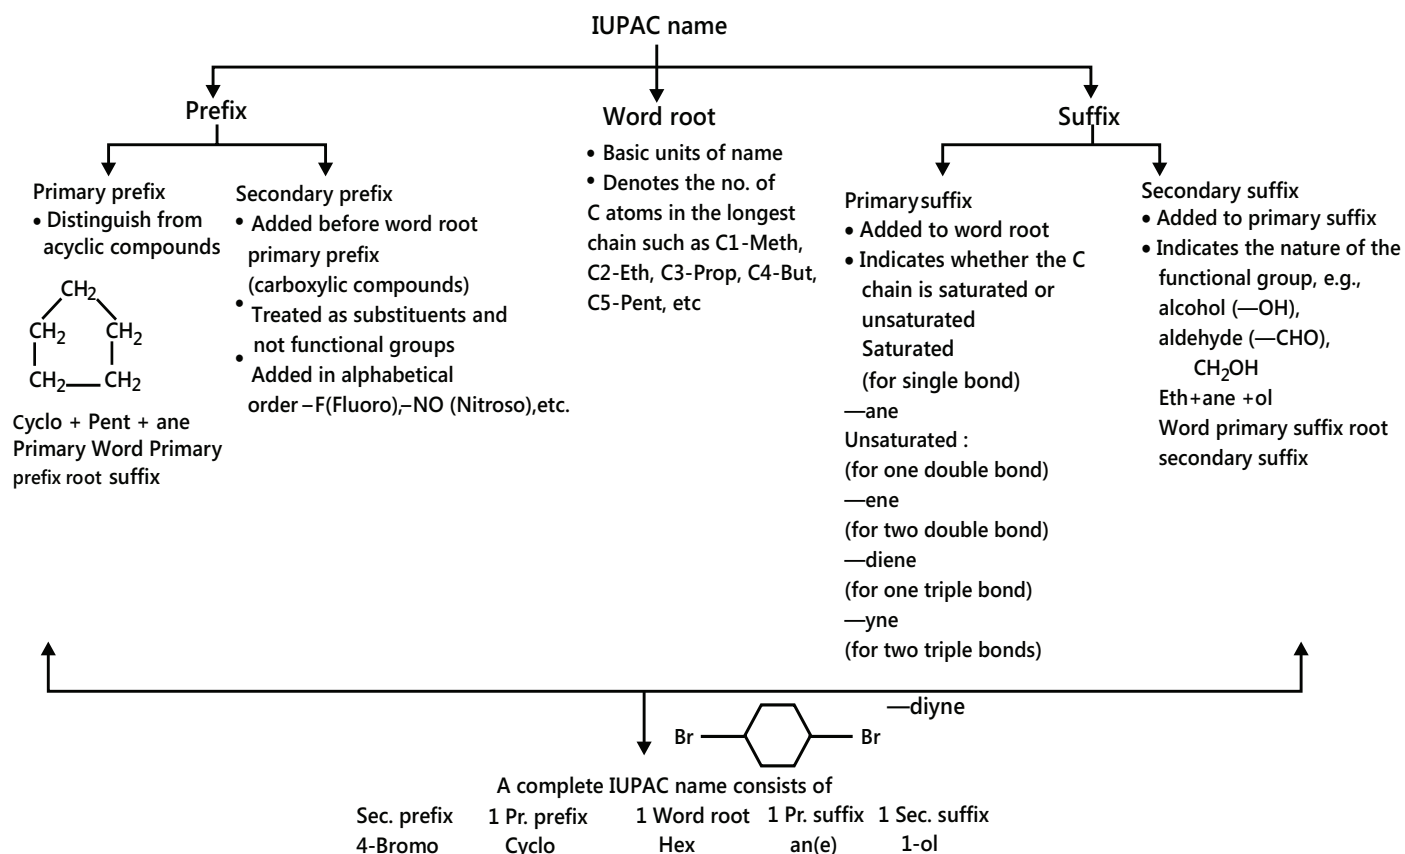 IUPAC name
Prefix
Word root
Suffix
Primary prefix
• Distinguish from
acyclic compounds
CH2
CH2 CH2
CH2 CH2
Cyclo + Pent + ane
Primary Word Primary
prefix root suffix
Secondary prefix
• Added before word root
primary prefix
(carboxylic compounds)
• Treated as substituents and
not functional groups
• Added in alphabetical
order –F(Fluoro),–NO (Nitroso),etc.
• Basic units of name
• Denotes the no. of
C atoms in the longest
chain such as C1-Meth,
C2-Eth, C3-Prop, C4-But,
C5-Pent, etc
Primary suffix
• Added to word root
• Indicates whether the C
chain is saturated or
unsaturated
Saturated
(for single bond)
—ane
Unsaturated :
(for one double bond)
—ene
(for two double bond)
—diene
(for one triple bond)
—yne
(for two triple bonds)
—diyne
Secondary suffix
• Added to primary suffix
• Indicates the nature of the
functional group, e.g.,
alcohol (—OH),
aldehyde (—CHO),
CH2OH
Eth+ane +ol
Word primary suffix root
secondary suffix
Br Br
A complete IUPAC name consists of
Sec. prefix 1 Pr. prefix 1 Word root 1 Pr. suffix 1 Sec. suffix
4-Bromo Cyclo Hex an(e) 1-ol